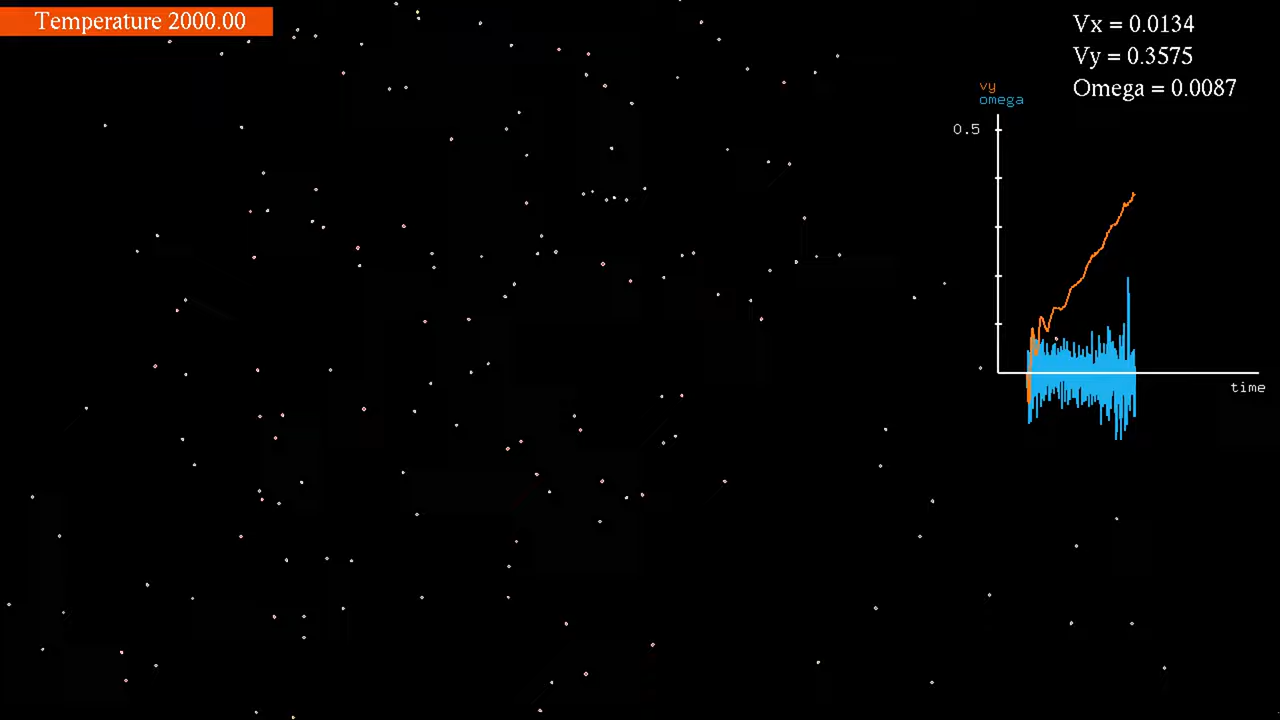 Temperature 2000.00
Vx = 0.0134
Vy = 0.3575
Omega = 0.0087
vy
omega
0.5
time